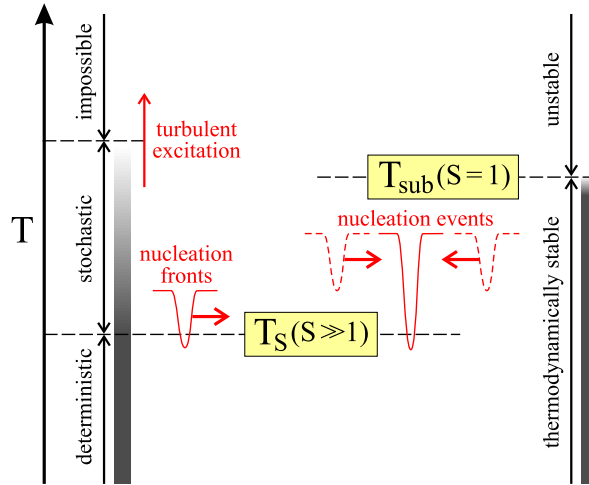 T
impossible
stochastic
deterministic
turbulent
excitation
nucleation
fronts
T_S(S≫1)
T_sub(S=1)
nucleation events
unstable
thermodynamically stable